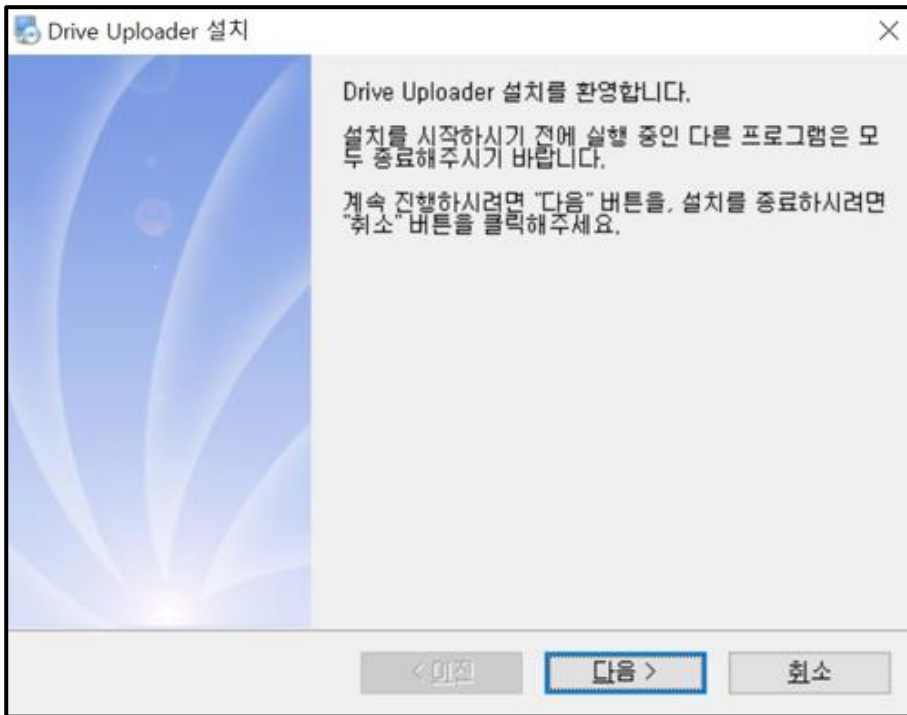 Drive Uploader 설치
Drive Uploader 설치를 환영합니다.
설치를 시작하시기 전에 실행 중인 다른 프로그램은 모
두 종료해주시기 바랍니다.
계속 진행하시려면 "다음" 버튼을, 설치를 종료하시려면
"취소" 버튼을 클릭해주세요.
< 이전
다음 >
취소